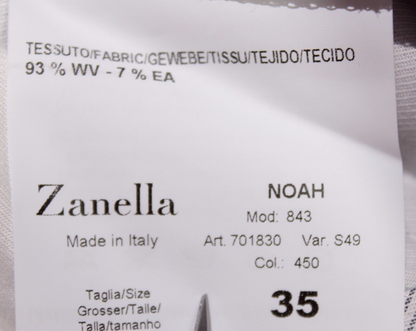 TESSUTO/FABRIC/GEWEBE/TISSU/TEJIDO/TECIDO
93 % WV - 7 % EA
Zanella
Made in Italy
NOAH
Mod: 843
Art. 701830 Var. S49
Col.: 450
Taglia/Size
Grosser/Talle/
Talla/tamanho
35